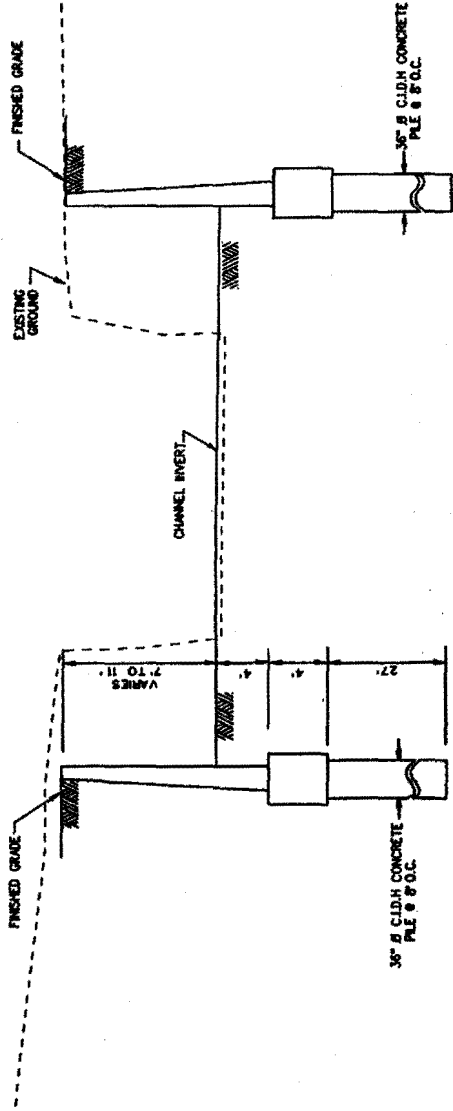 FINISHED GRADE
EXISTING
GROUND
FINISHED GRADE
CHANNEL INVERT
VARIES
7' TO 11'
4'
4'
27'
36" Ø C.I.D.H CONCRETE
PILE @ 8' O.C.
36" Ø C.I.D.H CONCRETE
PILE @ 8' O.C.